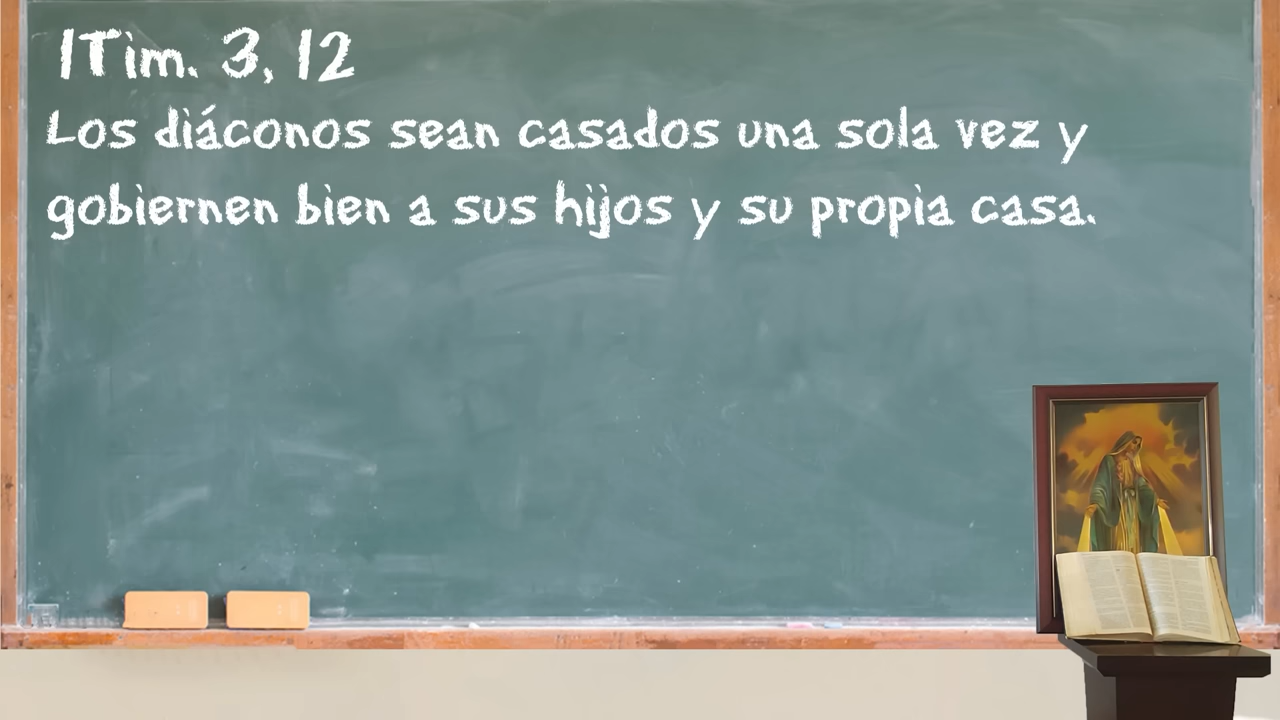 1Tim. 3, 12
Los diáconos sean casados una sola vez y
gobiernen bien a sus hijos y su propia casa.